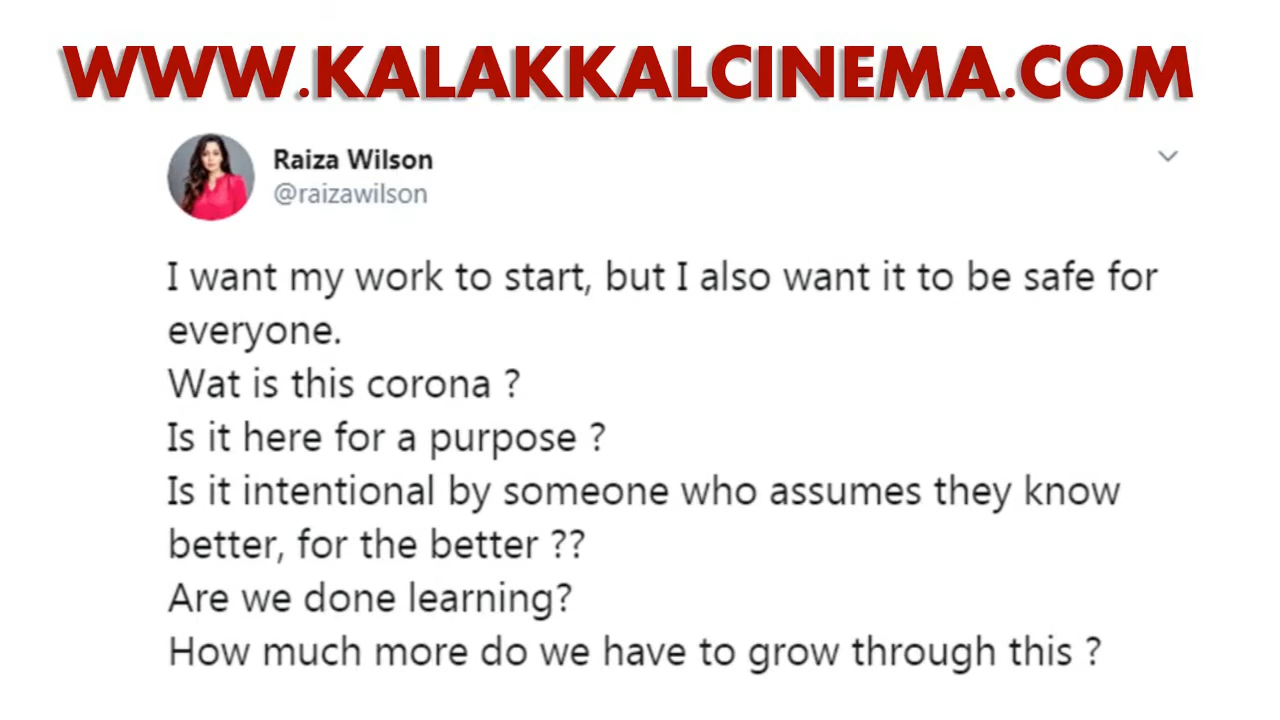 WWW.KALAKKALCINEMA.COM
Raiza Wilson
@raizawilson
I want my work to start, but I also want it to be safe for
everyone.
Wat is this corona ?
Is it here for a purpose ?
Is it intentional by someone who assumes they know
better, for the better ??
Are we done learning?
How much more do we have to grow through this ?